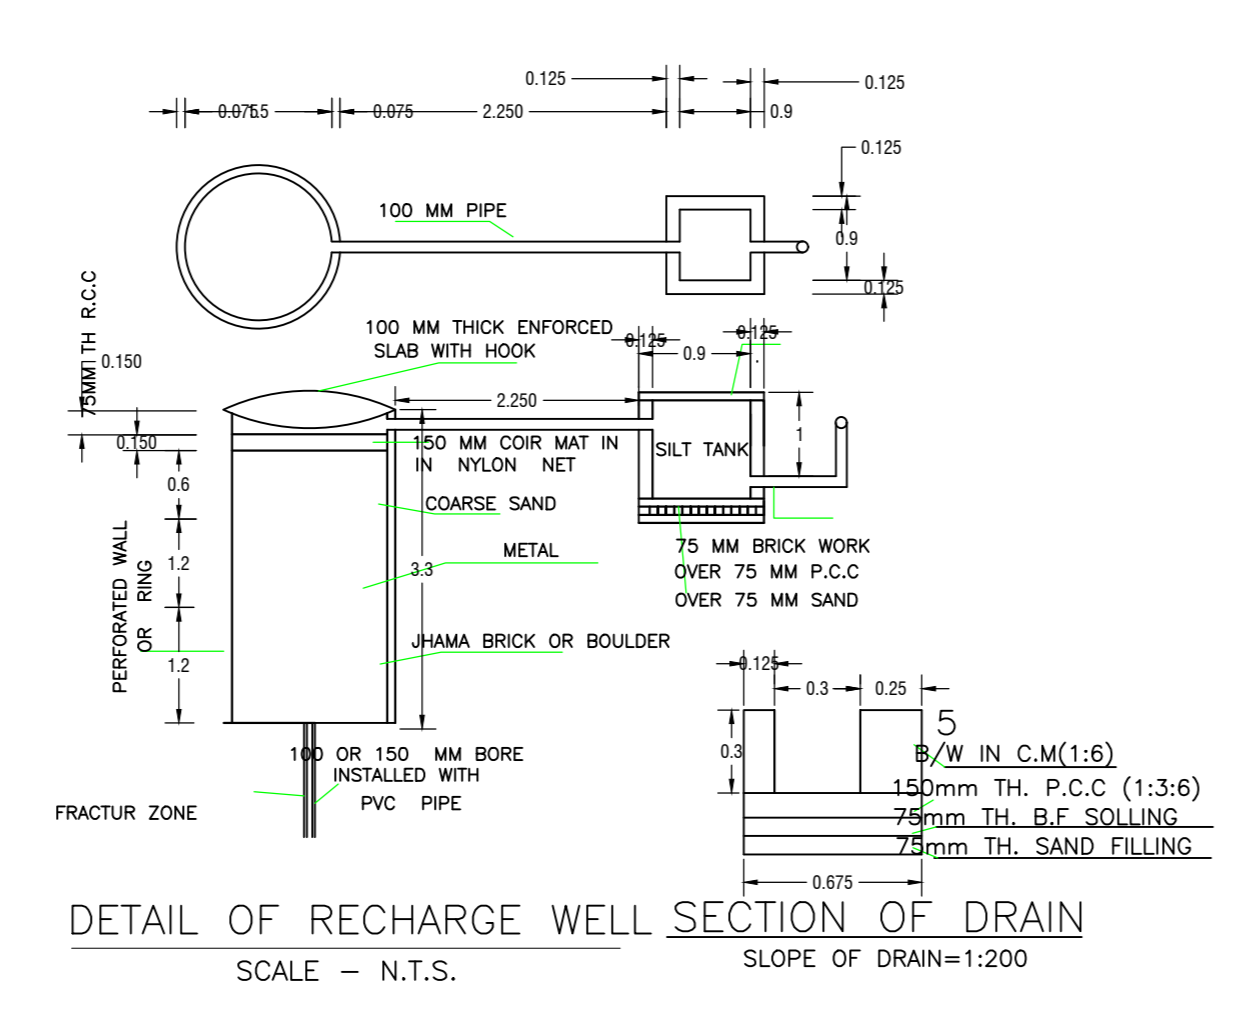 0.125
0.125
0.075
1.5
0.075
2.250
0.9
0.125
100 MM PIPE
0.9
0.125
75MM TH R.C.C
100 MM THICK ENFORCED
SLAB WITH HOOK
0.125
0.125
0.9
0.150
2.250
0.150
150 MM COIR MAT IN
IN NYLON NET
SILT TANK
1
0.6
COARSE SAND
PERFORATED WALL
OR RING
METAL
1.2
3.3
75 MM BRICK WORK
OVER 75 MM P.C.C
OVER 75 MM SAND
1.2
JHAMA BRICK OR BOULDER
0.125
0.3
0.25
0.3
5
B/W IN C.M(1:6)
150mm TH. P.C.C (1:3:6)
75mm TH. B.F SOLLING
75mm TH. SAND FILLING
100 OR 150 MM BORE
INSTALLED WITH
PVC PIPE
FRACTUR ZONE
0.675
DETAIL OF RECHARGE WELL
SCALE – N.T.S.
SECTION OF DRAIN
SLOPE OF DRAIN=1:200